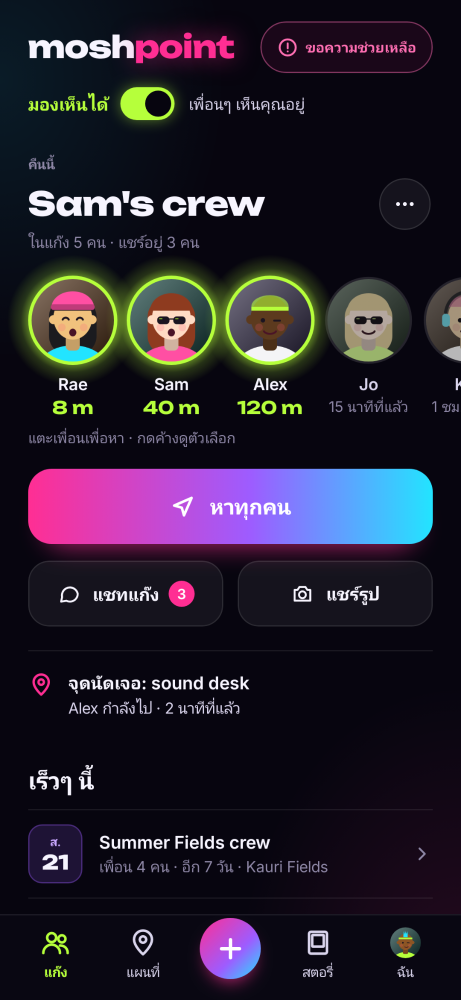 moshpoint
ขอความช่วยเหลือ
มองเห็นได้
เพื่อนๆ เห็นคุณอยู่
คืนนี้
Sam's crew
ในแก๊ง 5 คน · แชร์อยู่ 3 คน
Rae
Sam
Alex
Jo
8 m
40 m
120 m
15 นาทีที่แล้ว
1 ชม
แตะเพื่อนเพื่อหา · กดค้างดูตัวเลือก
หาทุกคน
แชทแก๊ง 3
แชร์รูป
จุดนัดเจอ: sound desk
Alex กำลังไป · 2 นาทีที่แล้ว
เร็วๆ นี้
ส.
21
Summer Fields crew
เพื่อน 4 คน · อีก 7 วัน · Kauri Fields
แก๊ง
แผนที่
สตอรี่
ฉัน